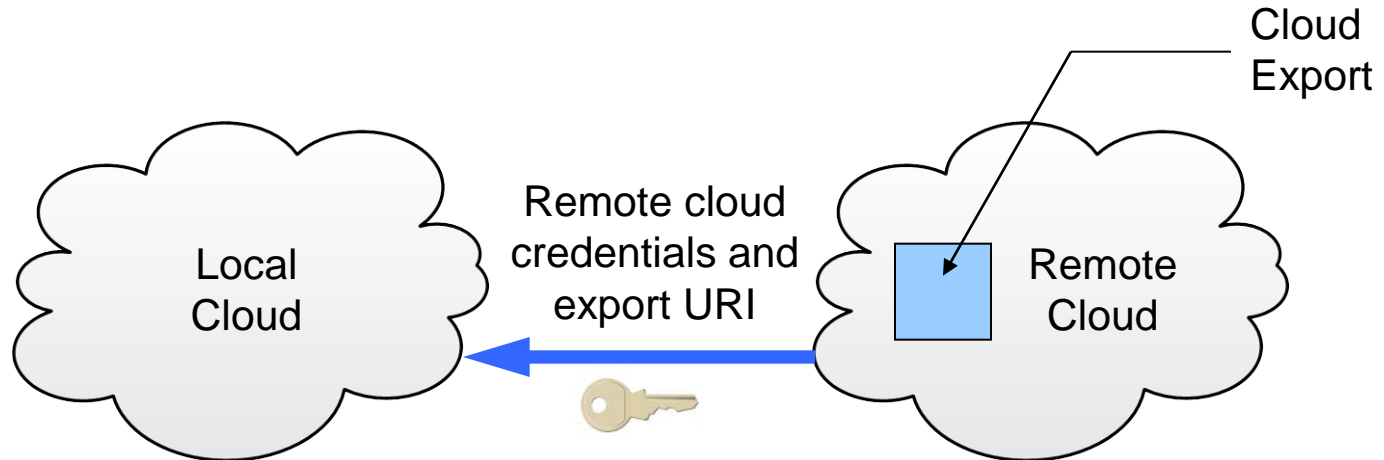 Cloud
Export
Remote cloud
credentials and
export URI
Local
Cloud
Remote
Cloud